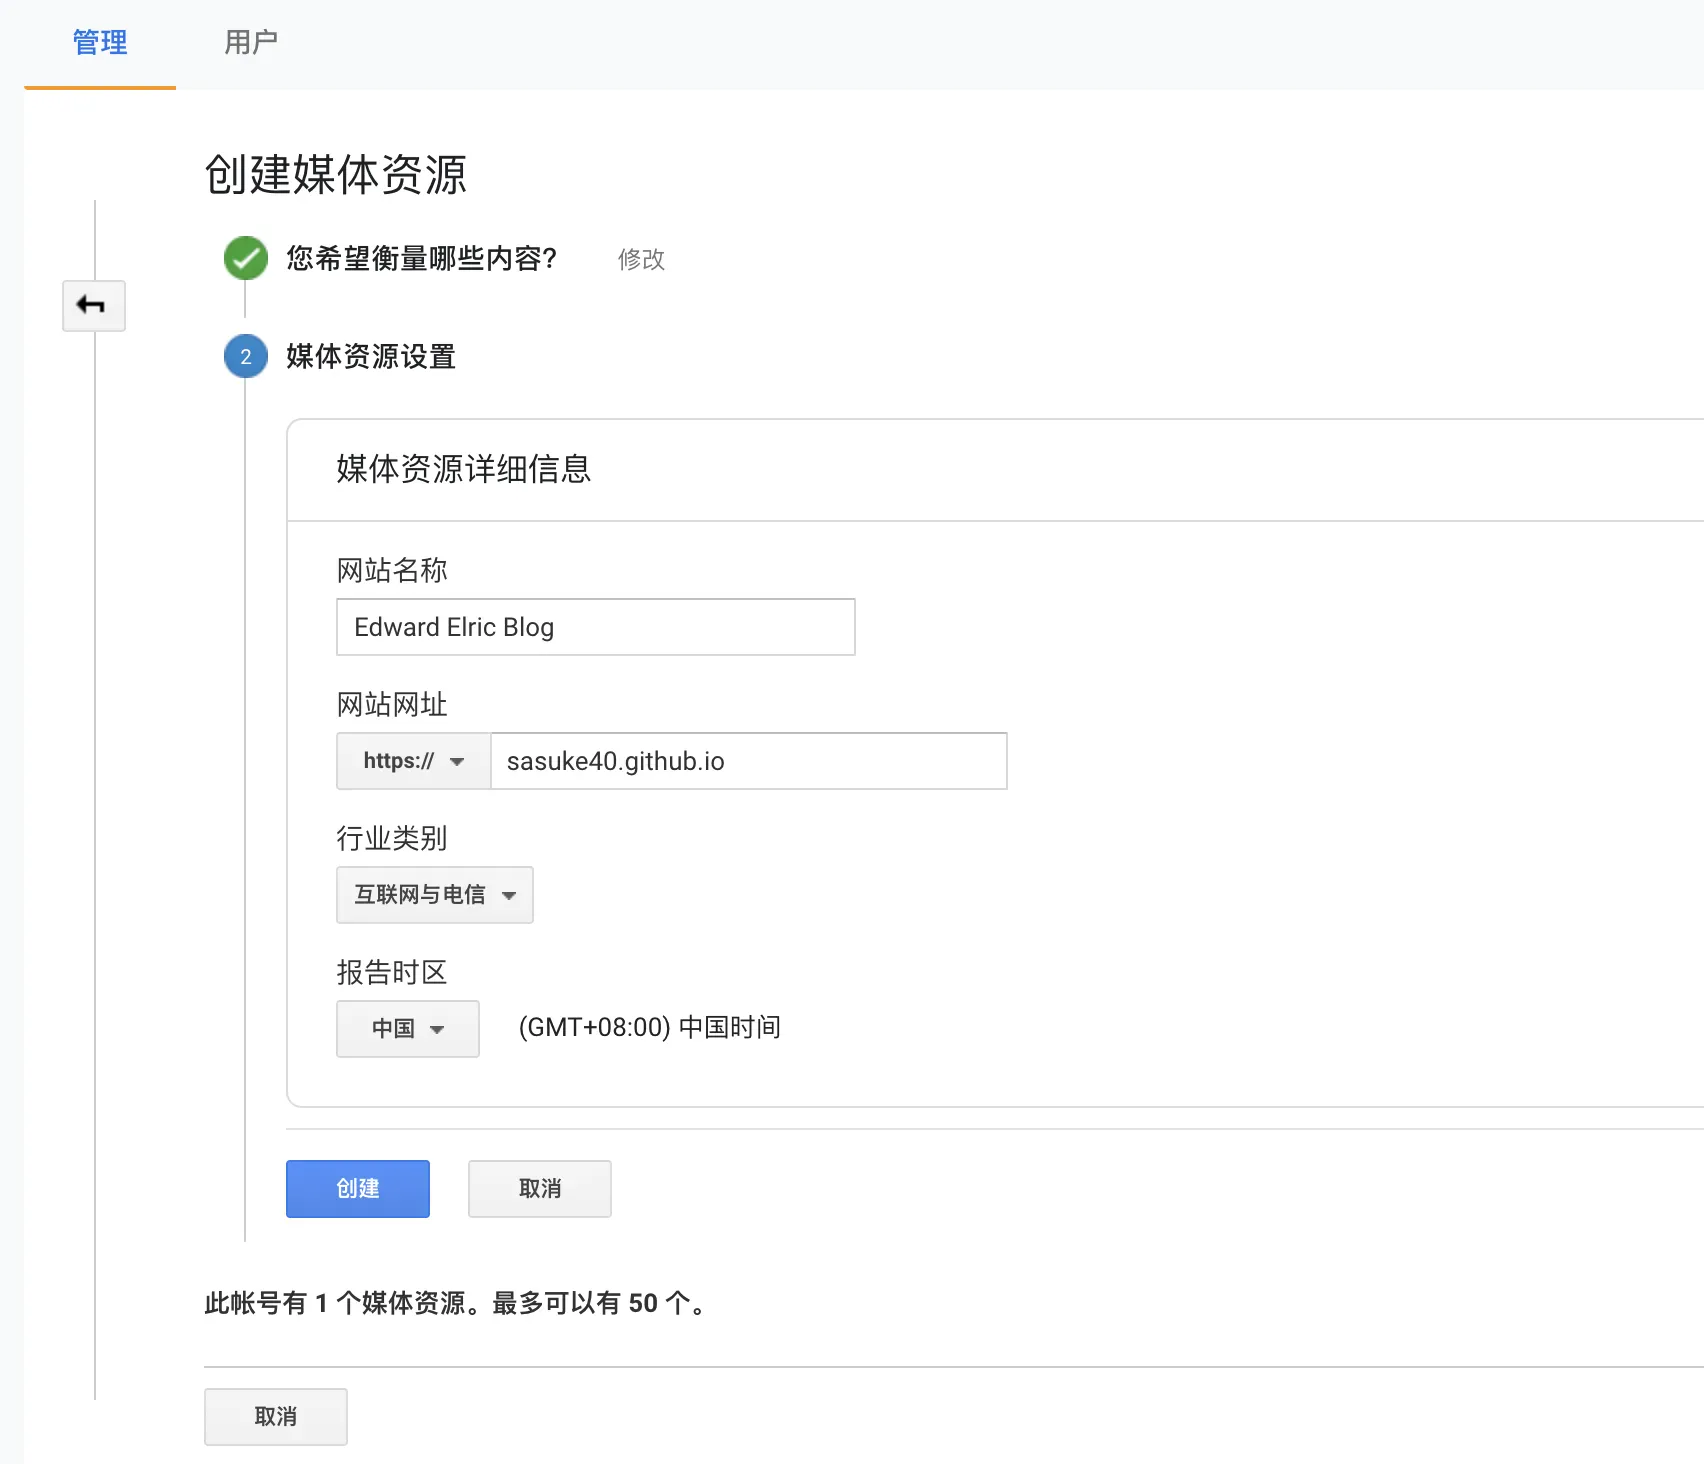 管理 用户
创建媒体资源
您希望衡量哪些内容? 修改
2 媒体资源设置
媒体资源详细信息
网站名称
Edward Elric Blog
网站网址
https:// sasuke40.github.io
行业类别
互联网与电信
报告时区
中国 (GMT+08:00) 中国时间
创建 取消
此帐号有 1 个媒体资源。最多可以有 50 个。
取消